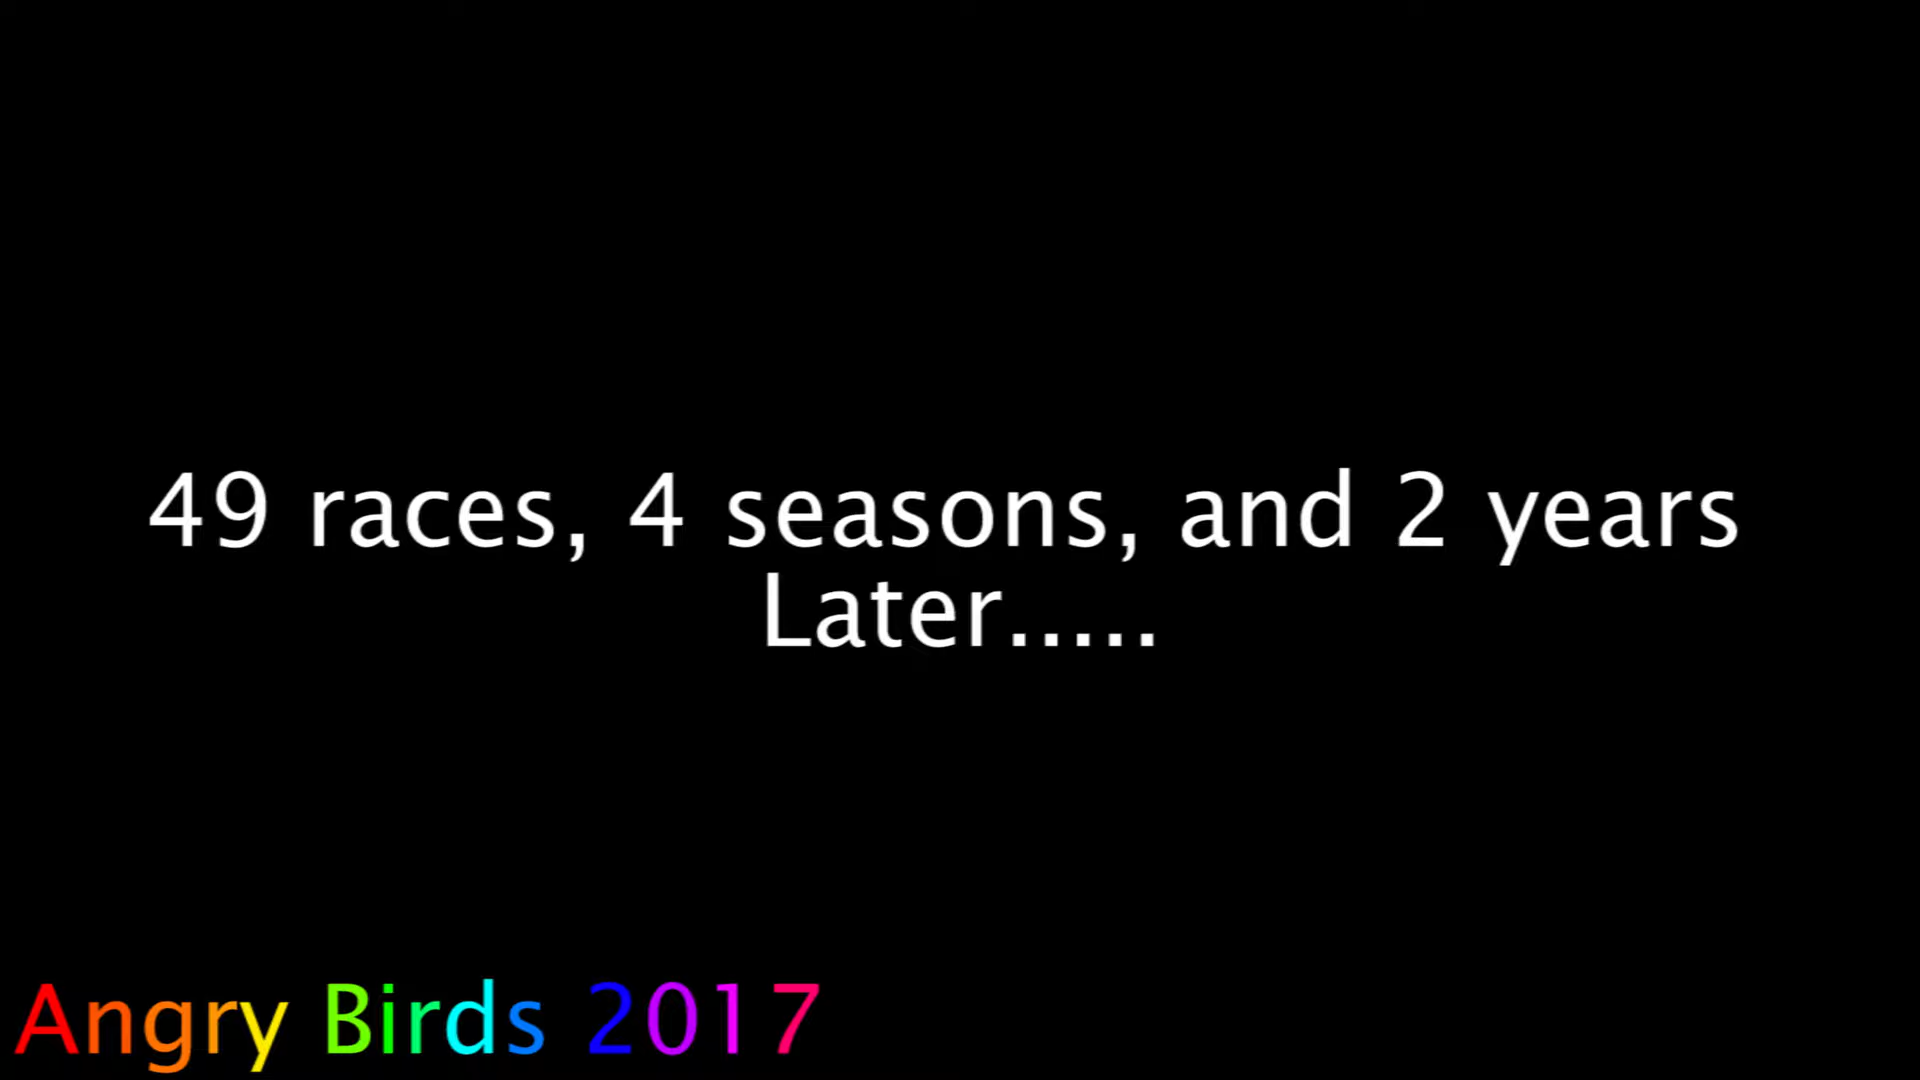 49 races, 4 seasons, and 2 years
Later.....
Angry Birds 2017